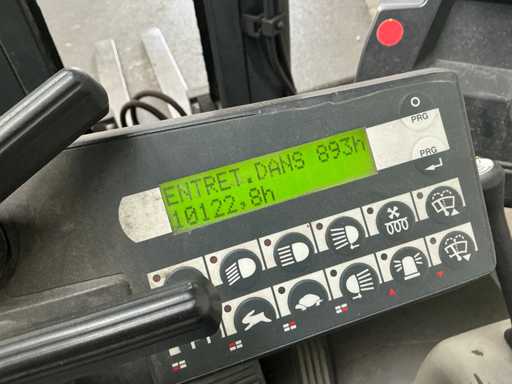 PRG
ENTRET.DANS 893h
PRG
10122,8h